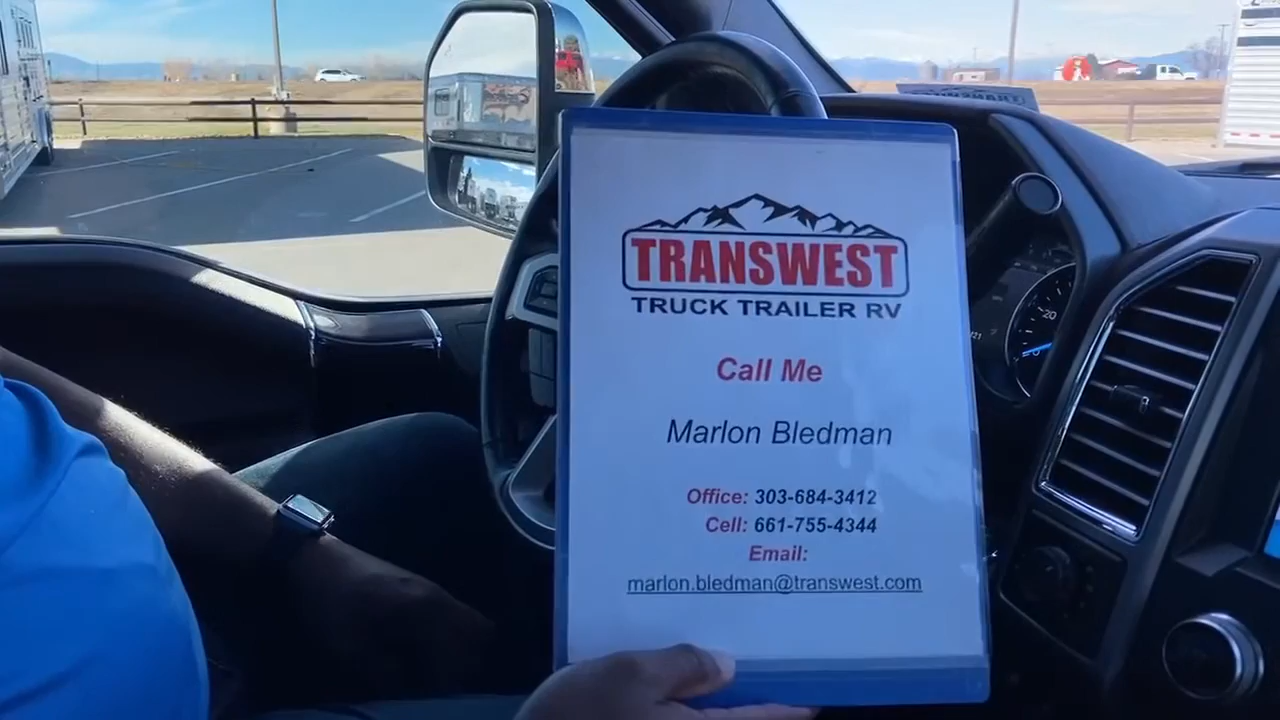 TRANSWEST
TRUCK TRAILER RV
Call Me
Marlon Bledman
Office: 303-684-3412
Cell: 661-755-4344
Email:
marlon.bledman@transwest.com
20